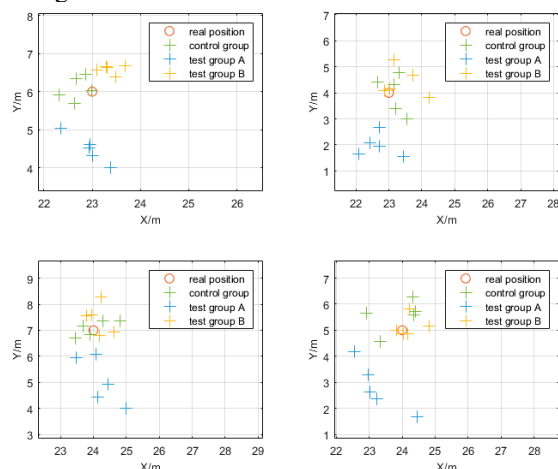 8
7
6
5
4
Y/m
22 23 24 25 26
X/m
real position
control group
test group A
test group B
7
6
5
4
3
2
1
Y/m
22 23 24 25 26 27 28
X/m
real position
control group
test group A
test group B
9
8
7
6
5
4
3
Y/m
23 24 25 26 27 28 29
X/m
real position
control group
test group A
test group B
7
6
5
4
3
2
1
Y/m
22 23 24 25 26 27 28
X/m
real position
control group
test group A
test group B